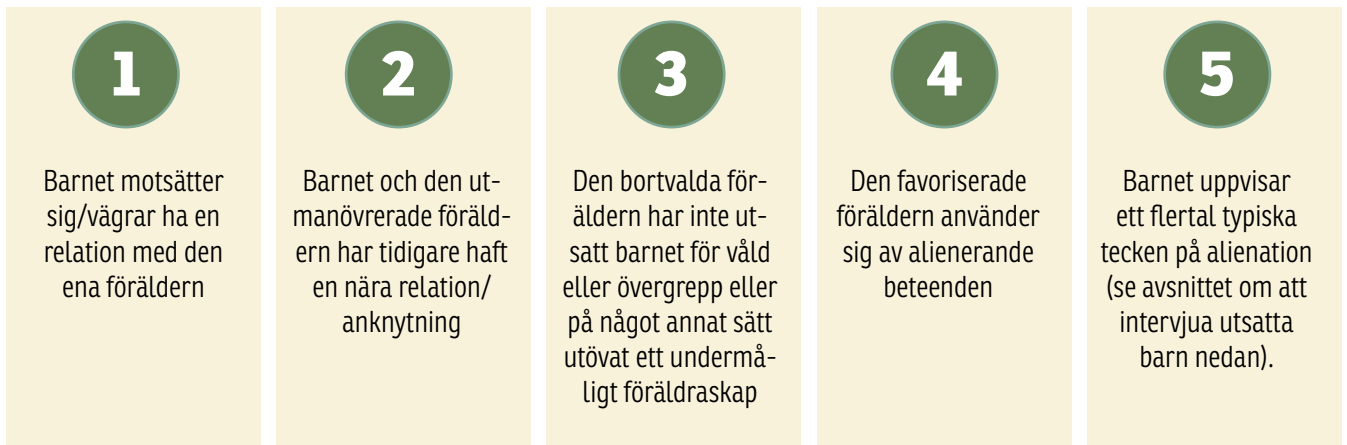 1
Barnet motsätter
sig/vägrar ha en
relation med den
ena föräldern
2
Barnet och den ut-
manövrerade föräld-
ern har tidigare haft
en nära relation/
anknytning
3
Den bortvalda för-
äldern har inte ut-
satt barnet för våld
eller övergrepp eller
på något annat sätt
utövat ett undermå-
ligt föräldraskap
4
Den favoriserade
föräldern använder
sig av alienerande
beteenden
5
Barnet uppvisar
ett flertal typiska
tecken på alienation
(se avsnittet om att
intervjua utsatta
barn nedan).